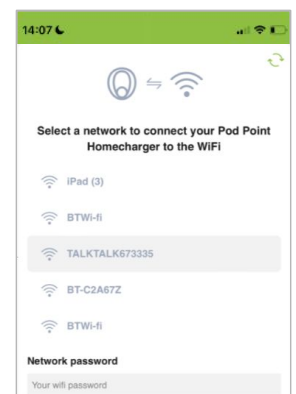 14:07
Select a network to connect your Pod Point
Homecharger to the WiFi
iPad (3)
BTWi-fi
TALKTALK673335
BT-C2A67Z
BTWi-fi
Network password
Your wifi password